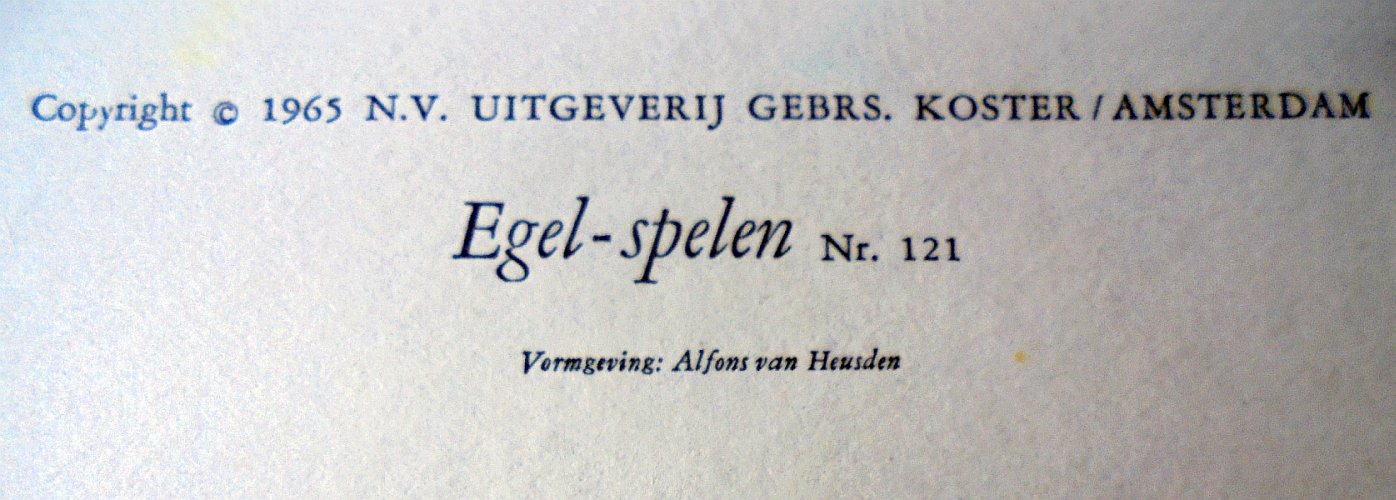 Copyright © 1965 N.V. UITGEVERIJ GEBRS. KOSTER / AMSTERDAM
Egel-spelen Nr. 121
Vormgeving: Alfons van Heusden